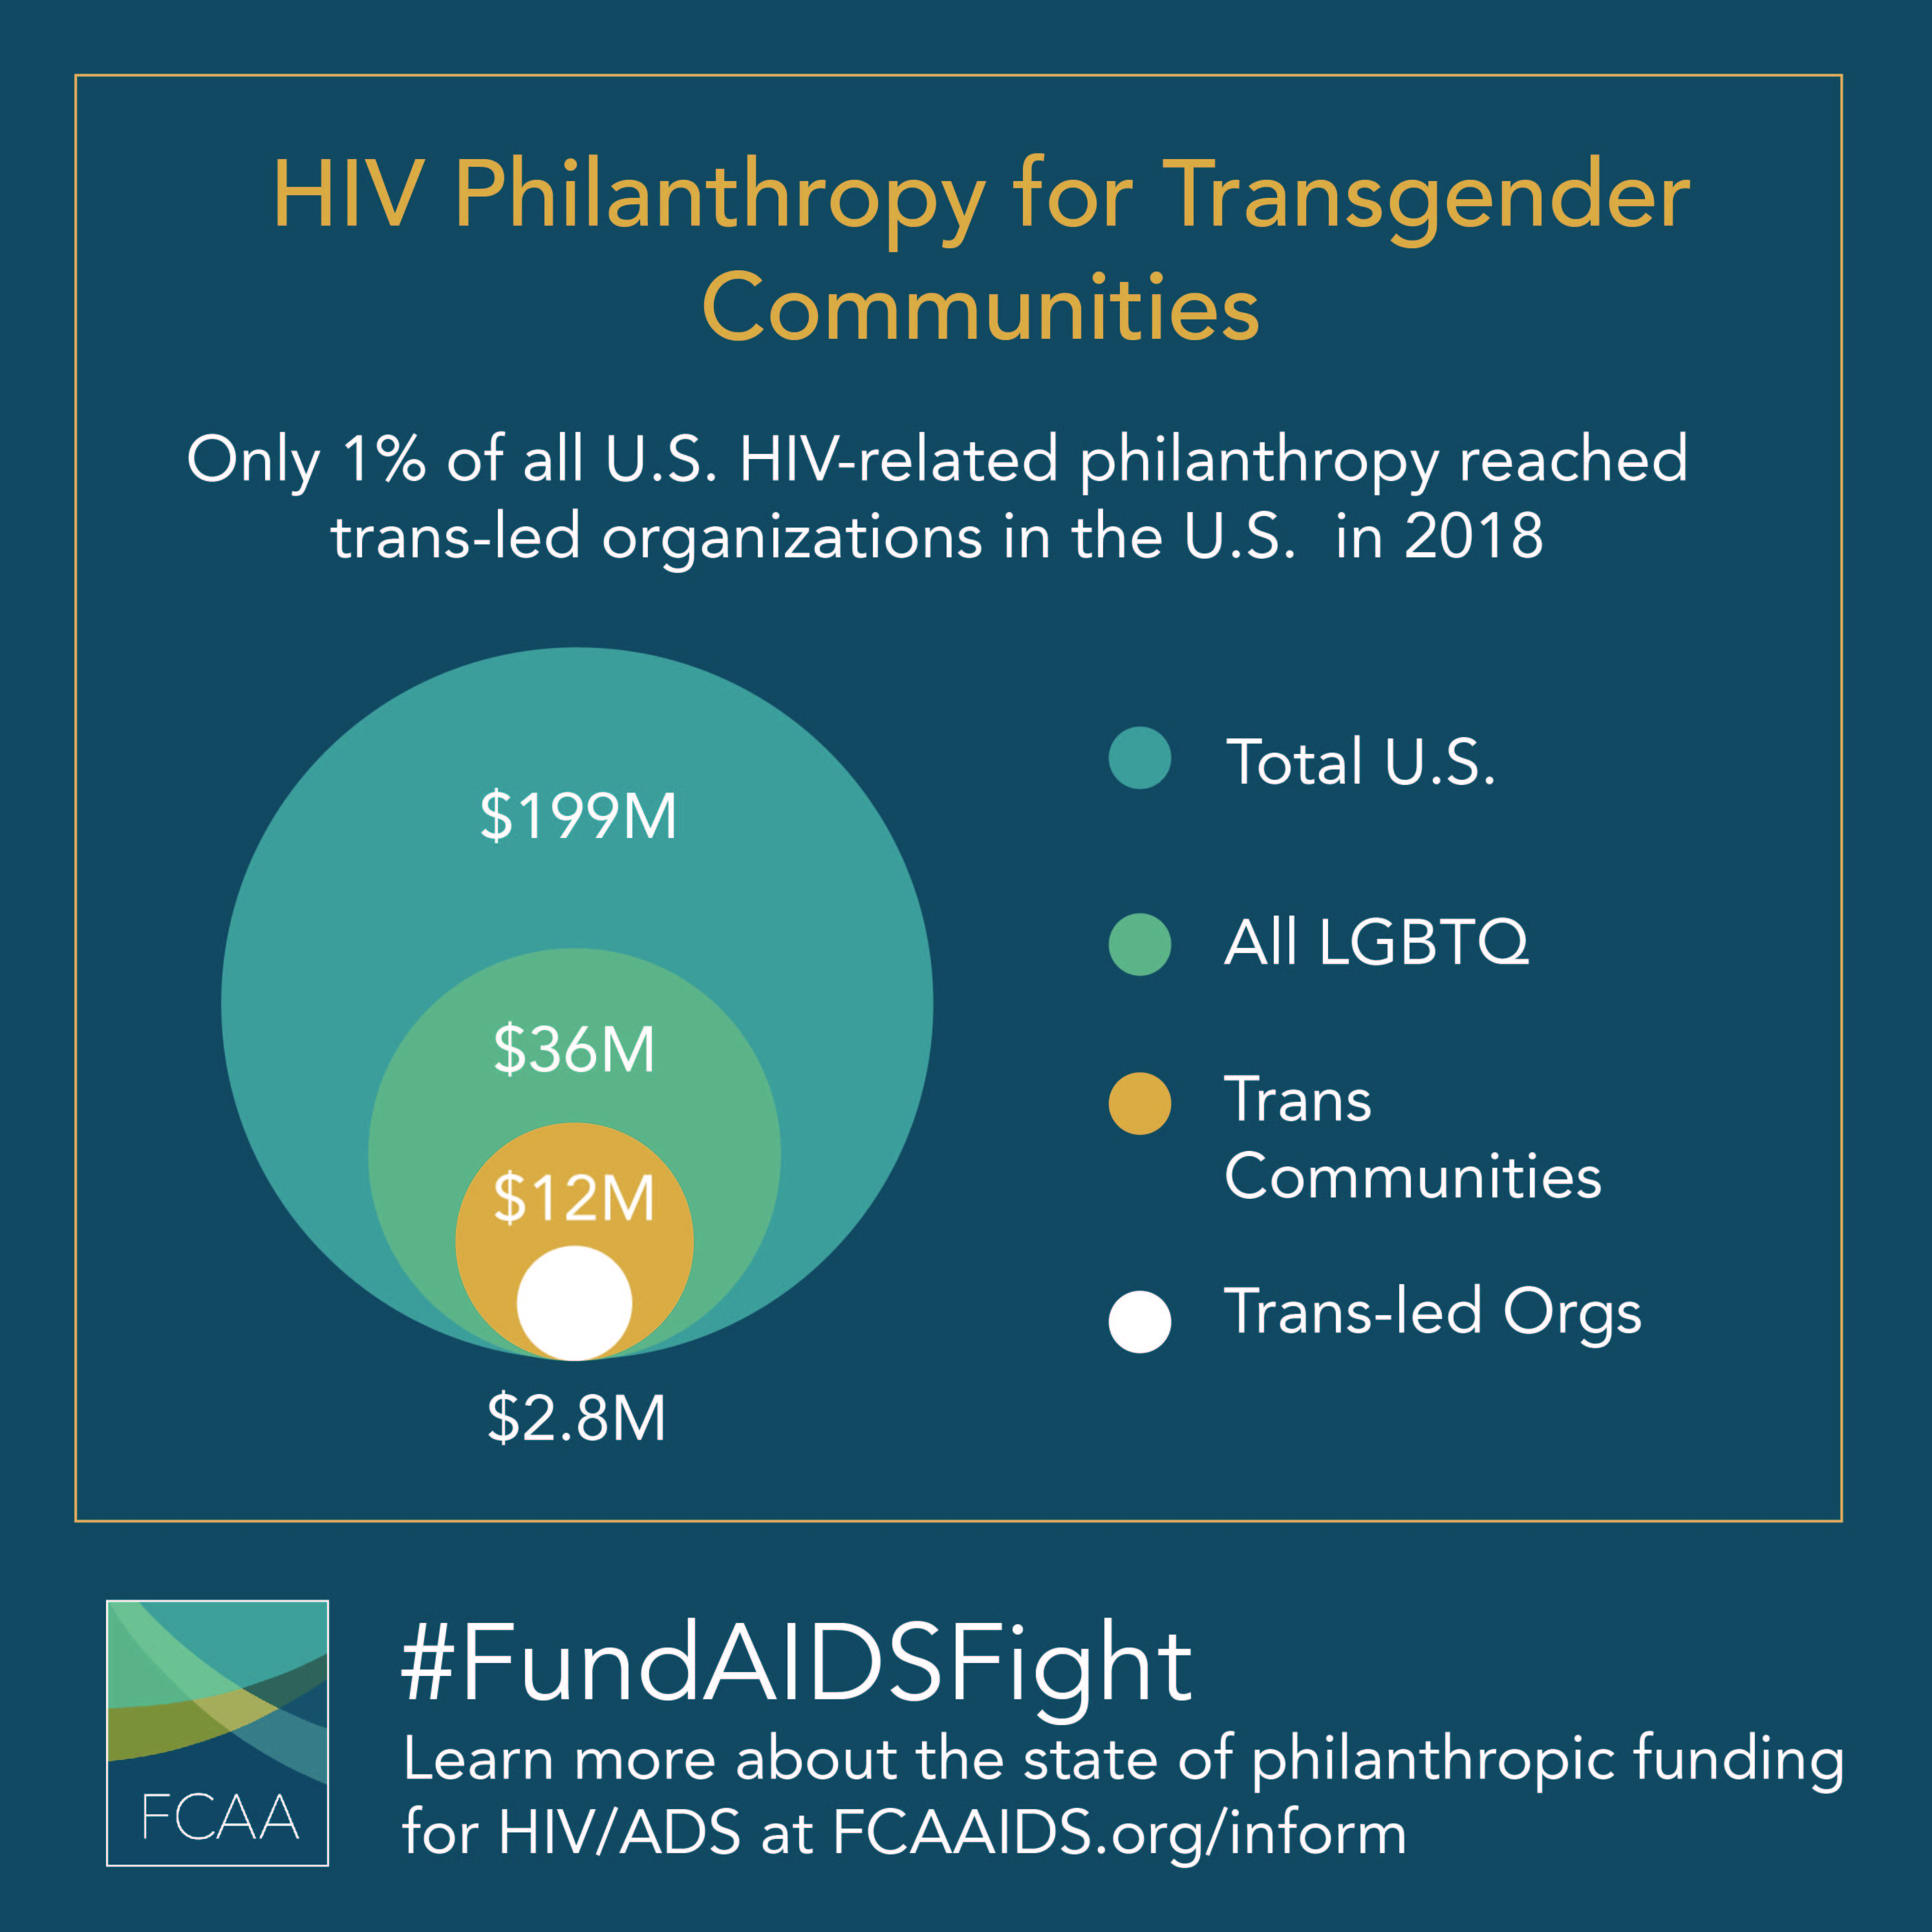 HIV Philanthropy for Transgender
Communities
Only 1% of all U.S. HIV-related philanthropy reached
trans-led organizations in the U.S.  in 2018
$199M
$36M
$12M
$2.8M
Total U.S.
All LGBTQ
Trans
Communities
Trans-led Orgs
FCAA
#FundAIDSFight
Learn more about the state of philanthropic funding
for HIV/ADS at FCAAAIDS.org/inform